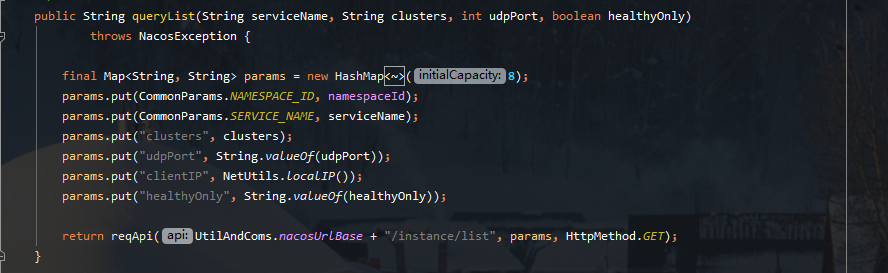 public String queryList(String serviceName, String clusters, int udpPort, boolean healthyOnly)
        throws NacosException {
    final Map<String, String> params = new HashMap<~>( initialCapacity: 8);
    params.put(CommonParams.NAMESPACE_ID, namespaceId);
    params.put(CommonParams.SERVICE_NAME, serviceName);
    params.put("clusters", clusters);
    params.put("udpPort", String.valueOf(udpPort));
    params.put("clientIP", NetUtils.localIP());
    params.put("healthyOnly", String.valueOf(healthyOnly));
    return reqApi( api: UtilAndComs.nacosUrlBase + "/instance/list", params, HttpMethod.GET);
}